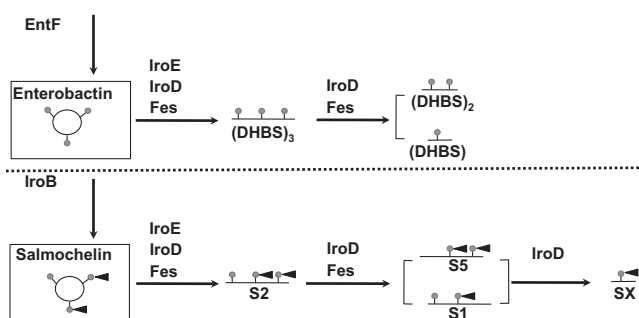 EntF
Enterobactin
IroE
IroD
Fes
(DHBS)3
IroD
Fes
(DHBS)2
(DHBS)
IroB
Salmochelin
IroE
IroD
Fes
S2
IroD
Fes
S5
S1
IroD
SX